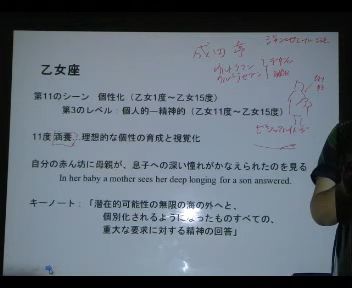 成田亨
乙女座
第11のシーン：個性化（乙女1度～乙女15度）
第3のレベル：個人的―精神的（乙女11度～乙女15度）
11度 涵養：理想的な個性の育成と視覚化
自分の赤ん坊に母親が、息子への深い憧れがかなえられたのを見る
In her baby a mother sees her deep longing for a son answered.
キーノート：「潜在的可能性の無限の海の外へと、
個別化されるようになったものすべての、
重大な要求に対する精神の回答」